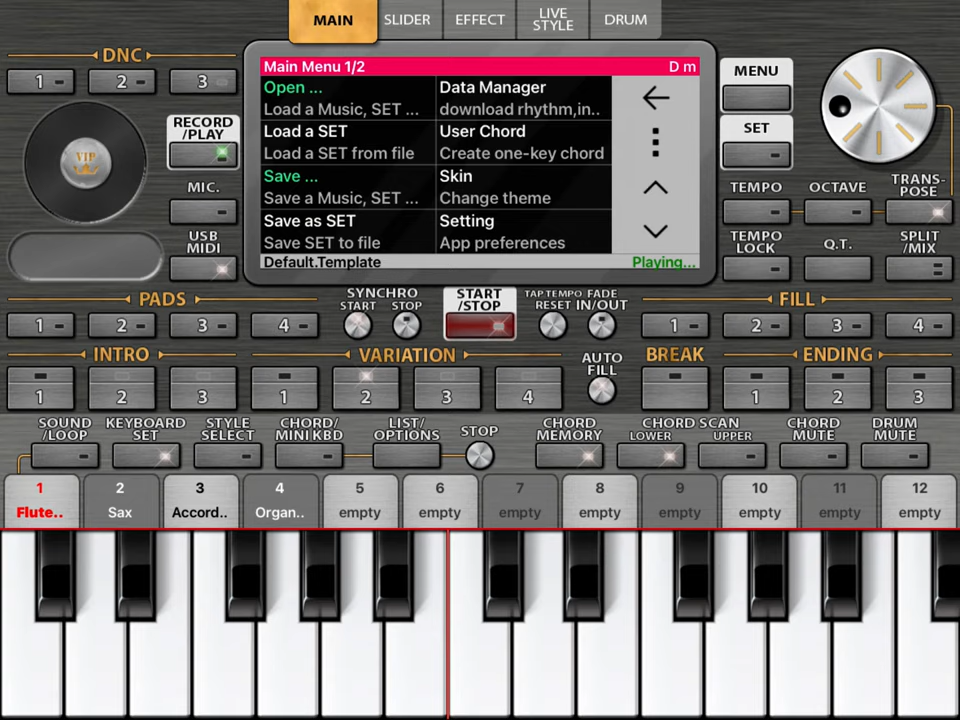 MAIN
SLIDER
EFFECT
LIVE
STYLE
DRUM
DNC
1
2
3
VIP
RECORD
/PLAY
MIC.
USB
MIDI
Main Menu 1/2
D m
Open ...
Load a Music, SET ...
Data Manager
download rhythm,in..
Load a SET
Load a SET from file
User Chord
Create one-key chord
Save ...
Save a Music, SET ...
Skin
Change theme
Save as SET
Save SET to file
Setting
App preferences
Default.Template
Playing...
MENU
SET
TEMPO
OCTAVE
TRANS-
POSE
TEMPO
LOCK
Q.T.
SPLIT
/MIX
PADS
1
2
3
4
SYNCHRO
START
STOP
START
/STOP
TAP TEMPO
RESET
FADE
IN/OUT
FILL
1
2
3
4
INTRO
1
2
3
VARIATION
1
2
3
4
AUTO
FILL
BREAK
ENDING
1
2
3
SOUND
/LOOP
KEYBOARD
SET
STYLE
SELECT
CHORD/
MINI KBD
LIST/
OPTIONS
STOP
CHORD
MEMORY
CHORD SCAN
LOWER
UPPER
CHORD
MUTE
DRUM
MUTE
1
Flute..
2
Sax
3
Accord..
4
Organ..
5
empty
6
empty
7
empty
8
empty
9
empty
10
empty
11
empty
12
empty